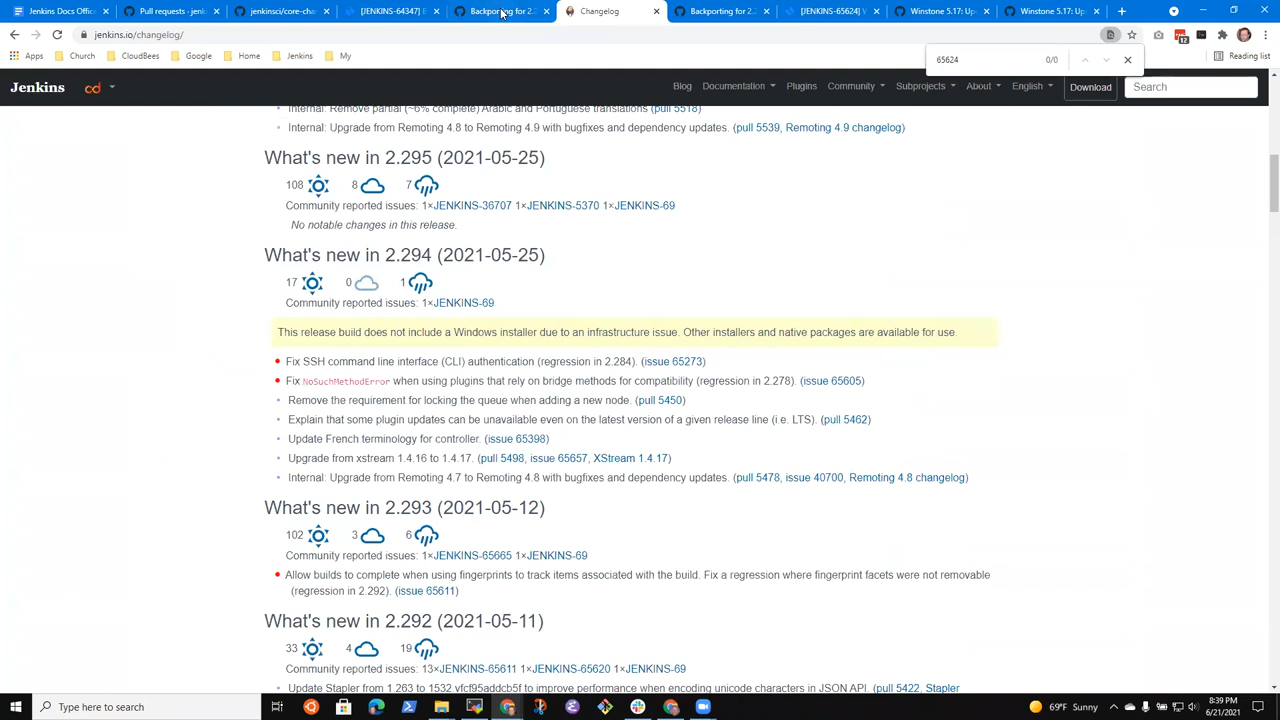 Jenkins Docs Office
Pull requests · jenk
jenkinsci/core-chan
[JENKINS-64347] E
Backporting for 2.
Changelog
Backporting for 2.
[JENKINS-65624] V
Winstone 5.17: Up
Winstone 5.17: Up
jenkins.io/changelog/
12
Apps Church CloudBees Google Home Jenkins My
Reading list
65624 0/0
Jenkins cd Blog Documentation Plugins Community Subprojects About English Download Search
Internal: Remove partial (~6% complete) Arabic and Portuguese translations (pull 5518)
Internal: Upgrade from Remoting 4.8 to Remoting 4.9 with bugfixes and dependency updates. (pull 5539, Remoting 4.9 changelog)
What's new in 2.295 (2021-05-25)
108 8 7
Community reported issues: 1×JENKINS-36707 1×JENKINS-5370 1×JENKINS-69
No notable changes in this release.
What's new in 2.294 (2021-05-25)
17 0 1
Community reported issues: 1×JENKINS-69
This release build does not include a Windows installer due to an infrastructure issue. Other installers and native packages are available for use.
Fix SSH command line interface (CLI) authentication (regression in 2.284). (issue 65273)
Fix NoSuchMethodError when using plugins that rely on bridge methods for compatibility (regression in 2.278). (issue 65605)
Remove the requirement for locking the queue when adding a new node. (pull 5450)
Explain that some plugin updates can be unavailable even on the latest version of a given release line (i.e. LTS). (pull 5462)
Update French terminology for controller. (issue 65398)
Upgrade from xstream 1.4.16 to 1.4.17. (pull 5498, issue 65657, XStream 1.4.17)
Internal: Upgrade from Remoting 4.7 to Remoting 4.8 with bugfixes and dependency updates. (pull 5478, issue 40700, Remoting 4.8 changelog)
What's new in 2.293 (2021-05-12)
102 3 6
Community reported issues: 1×JENKINS-65665 1×JENKINS-69
Allow builds to complete when using fingerprints to track items associated with the build. Fix a regression where fingerprint facets were not removable
(regression in 2.292). (issue 65611)
What's new in 2.292 (2021-05-11)
33 4 19
Community reported issues: 13×JENKINS-65611 1×JENKINS-65620 1×JENKINS-69
Update Stapler from 1.263 to 1532.vfcf95addcb5f to improve performance when encoding unicode characters in JSON API. (pull 5422, Stapler
Type here to search
69°F Sunny
8:39 PM
6/21/2021